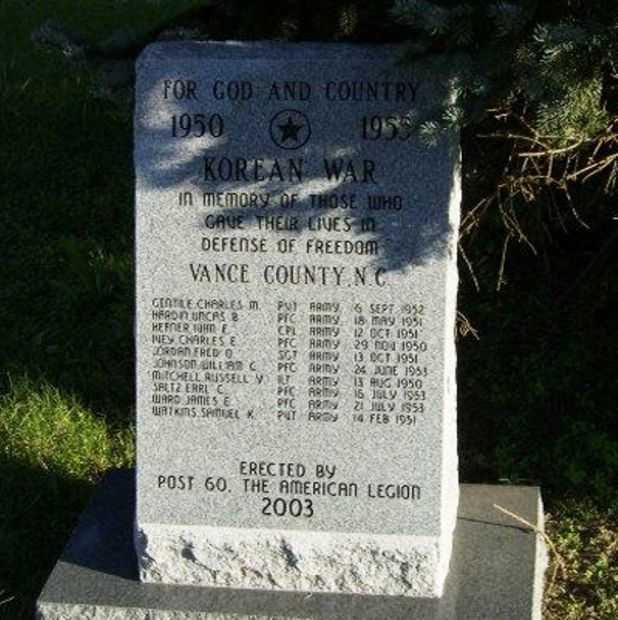 FOR GOD AND COUNTRY
1950 1955
KOREAN WAR
IN MEMORY OF THOSE WHO
GAVE THEIR LIVES IN
DEFENSE OF FREEDOM
VANCE COUNTY, N.C.
GENTILE CHARLES M. PVT ARMY 6 SEPT 1952
HARDIN UNCAS B. PFC ARMY 18 MAY 1951
HEFNER IVAN E. CPL ARMY 12 OCT 1951
IVEY CHARLES E. PFC ARMY 29 NOV 1950
JORDAN FRED O. SGT ARMY 13 OCT 1951
JOHNSON WILLIAM C. PFC ARMY 24 JUNE 1953
MITCHELL RUSSELL V. 1LT ARMY 13 AUG 1950
SALTZ EARL C. PFC ARMY 16 JULY 1953
WARD JAMES E. PFC ARMY 21 JULY 1953
WATKINS SAMUEL K. PVT ARMY 14 FEB 1951
ERECTED BY
POST 60, THE AMERICAN LEGION
2003